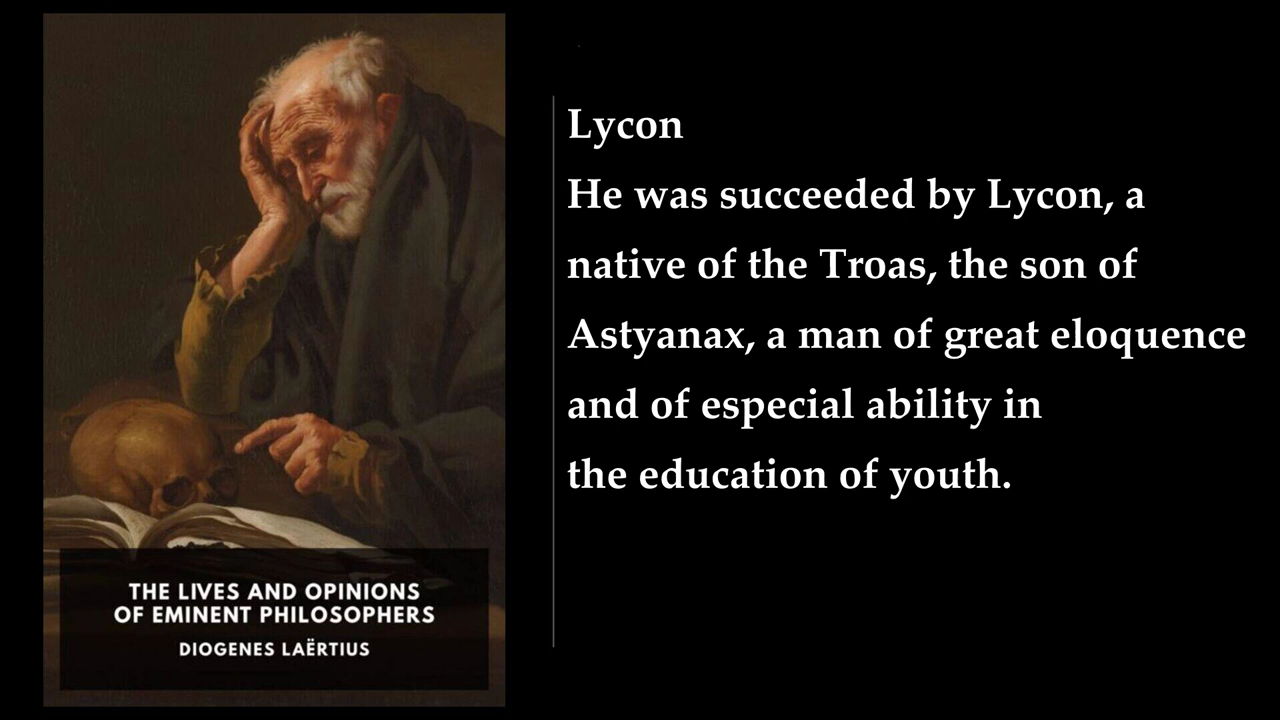 THE LIVES AND OPINIONS
OF EMINENT PHILOSOPHERS
DIOGENES LAËRTIUS
Lycon
He was succeeded by Lycon, a
native of the Troas, the son of
Astyanax, a man of great eloquence
and of especial ability in
the education of youth.